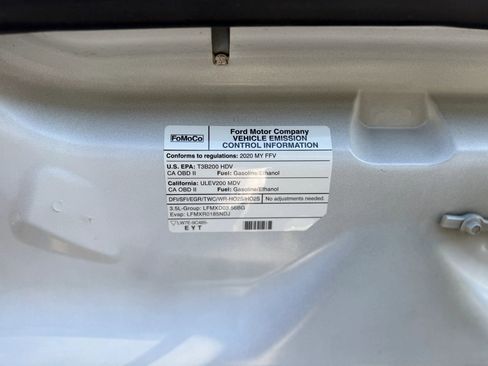 FoMoCo
Ford Motor Company
VEHICLE EMISSION
CONTROL INFORMATION
Conforms to regulations: 2020 MY FFV
U.S. EPA: T3B200 HDV
CA OBD II Fuel: Gasoline/Ethanol
California: ULEV200 MDV
CA OBD II Fuel: Gasoline/Ethanol
DFI/SFI/EGR/TWC/WR-HO2S/HO2S No adjustments needed.
3.5L-Group: LFMXD03.56BG
Evap: LFMXR0185NDJ
LW7E-9C485-
EYT